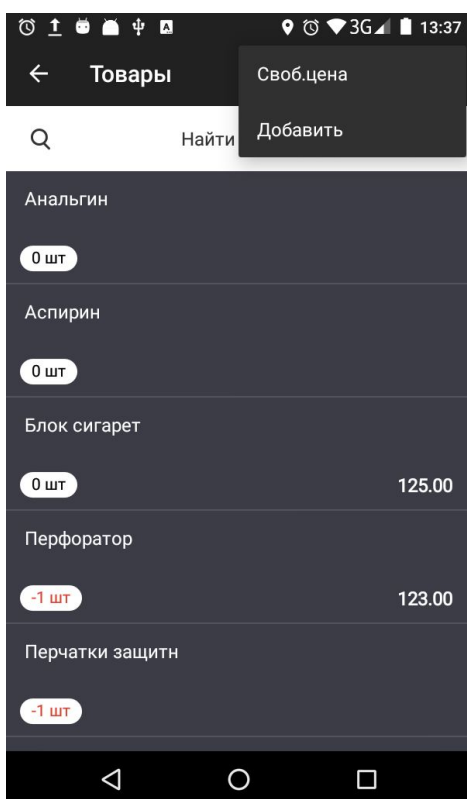 3G 13:37
Товары
Своб.цена
Найти
Добавить
Анальгин
0 шт
Аспирин
0 шт
Блок сигарет
0 шт 125.00
Перфоратор
-1 шт 123.00
Перчатки защитн
-1 шт